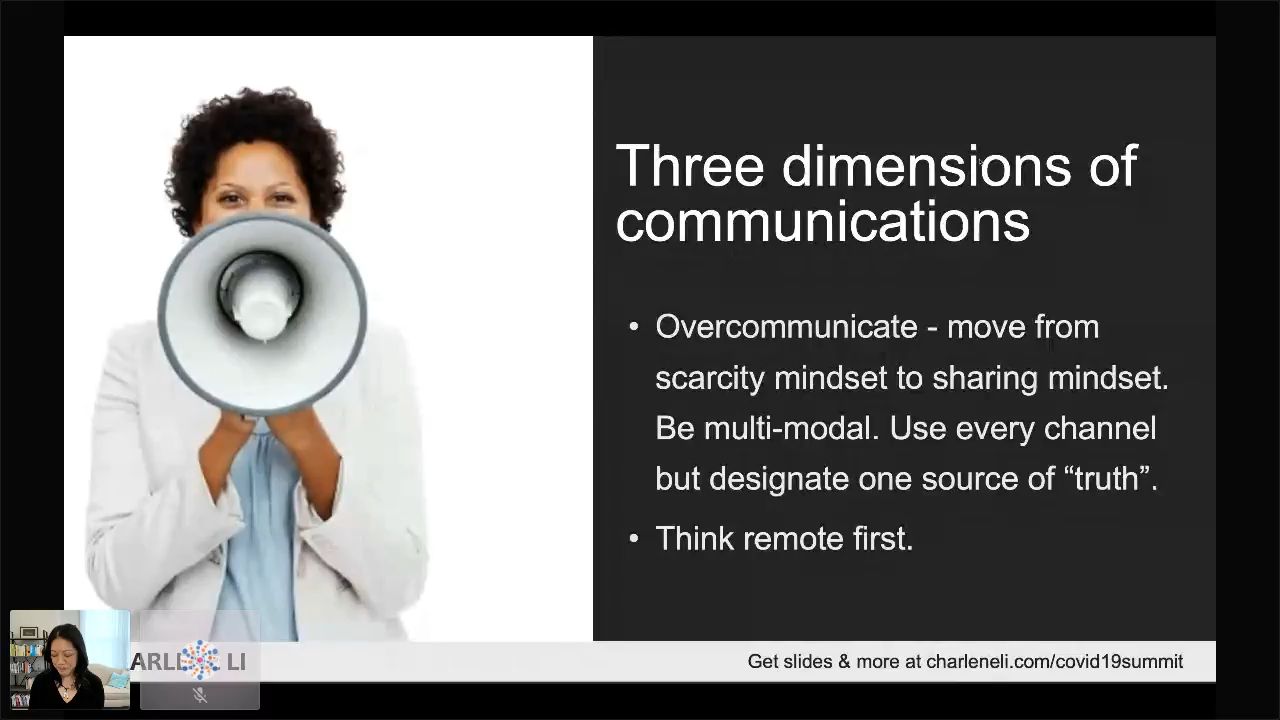 Three dimensions of
communications
• Overcommunicate - move from
scarcity mindset to sharing mindset.
Be multi-modal. Use every channel
but designate one source of “truth”.
• Think remote first.
LI
Get slides & more at charleneli.com/covid19summit